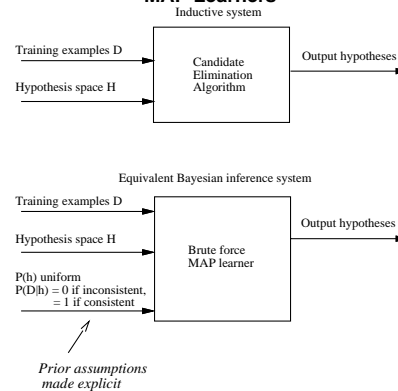 MAP Learners
Inductive system
Training examples D
Hypothesis space H
Candidate
Elimination
Algorithm
Output hypotheses
Equivalent Bayesian inference system
Training examples D
Hypothesis space H
P(h) uniform
P(D|h) = 0 if inconsistent,
= 1 if consistent
Brute force
MAP learner
Output hypotheses
Prior assumptions
made explicit